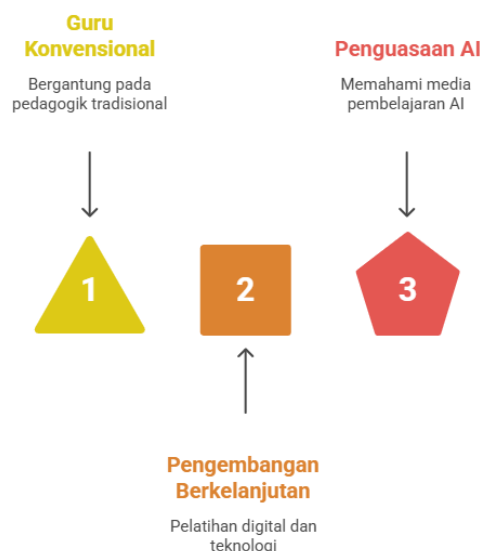 Guru
Konvensional
Bergantung pada
pedagogik tradisional
Penguasaan AI
Memahami media
pembelajaran AI
1
2
3
Pengembangan
Berkelanjutan
Pelatihan digital dan
teknologi